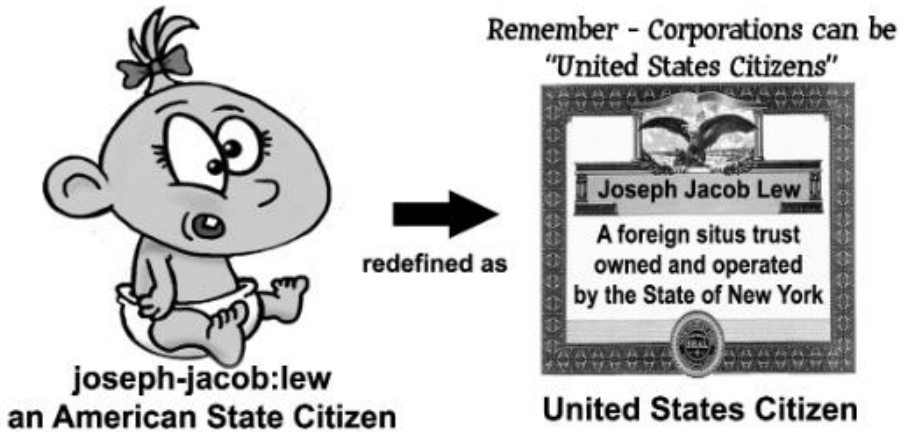 Remember - Corporations can be
"United States Citizens"
Joseph Jacob Lew
A foreign situs trust
owned and operated
by the State of New York
SEAL
redefined as
joseph-jacob:lew
an American State Citizen
United States Citizen